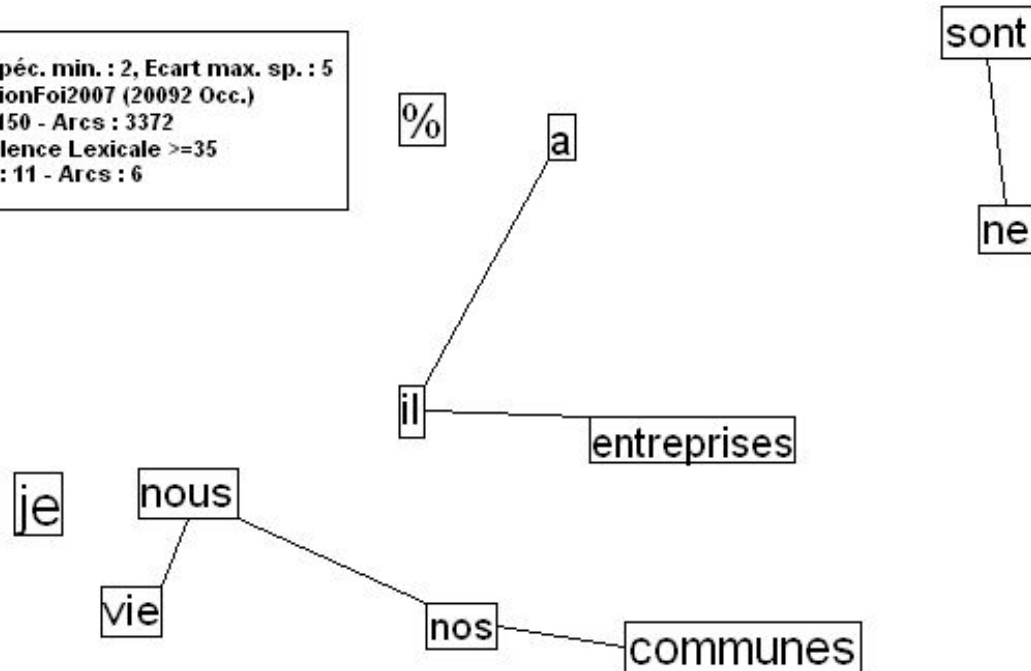 péc. min. : 2, Ecart max. sp. : 5
ionFoi2007 (20092 Occ.)
150 - Arcs : 3372
lence Lexicale >=35
: 11 - Arcs : 6
sont
%
a
ne
il
entreprises
je
nous
vie
nos
communes